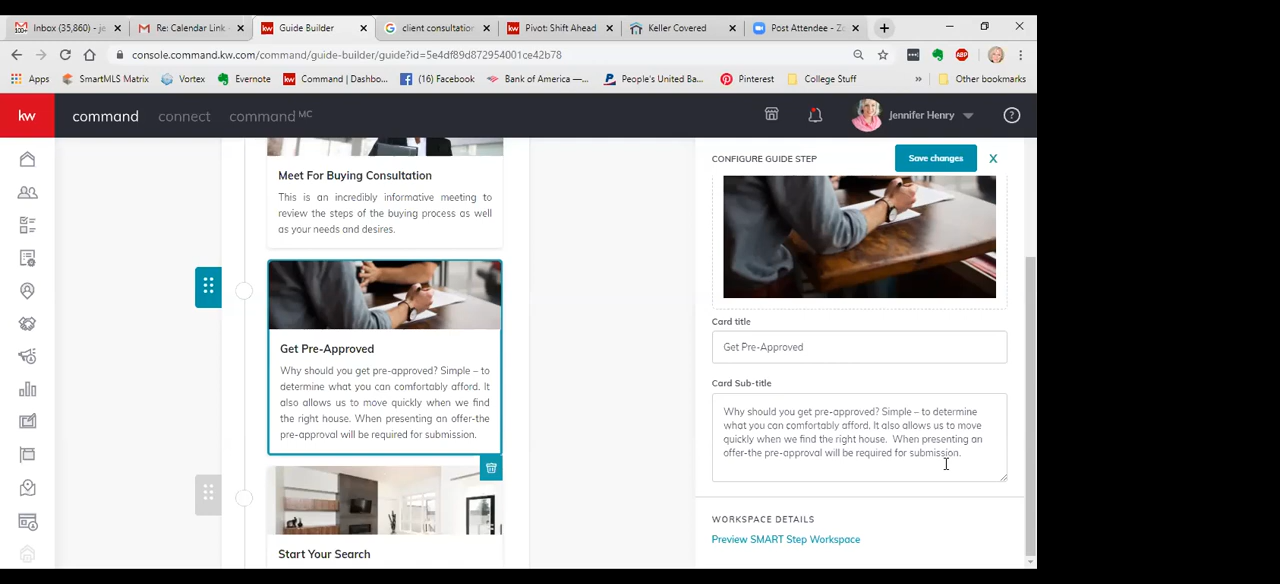 Inbox (35,860) - je
Re: Calendar Link -
Guide Builder
client consultation
Pivot: Shift Ahead
Keller Covered
Post Attendee - Zo
console.command.kw.com/command/guide-builder/guide?id=5e4df89d872954001ce42b78
ABP
Apps
SmartMLS Matrix
Vortex
Evernote
Command | Dashbo...
(16) Facebook
Bank of America —...
People's United Ba...
Pinterest
College Stuff
»
Other bookmarks
kw
command
connect
command MC
Jennifer Henry
Meet For Buying Consultation
This is an incredibly informative meeting to
review the steps of the buying process as well
as your needs and desires.
Get Pre-Approved
Why should you get pre-approved? Simple – to
determine what you can comfortably afford. It
also allows us to move quickly when we find
the right house. When presenting an offer-the
pre-approval will be required for submission.
Start Your Search
CONFIGURE GUIDE STEP
Save changes
X
Card title
Get Pre-Approved
Card Sub-title
Why should you get pre-approved? Simple – to determine
what you can comfortably afford. It also allows us to move
quickly when we find the right house. When presenting an
offer-the pre-approval will be required for submission.
WORKSPACE DETAILS
Preview SMART Step Workspace